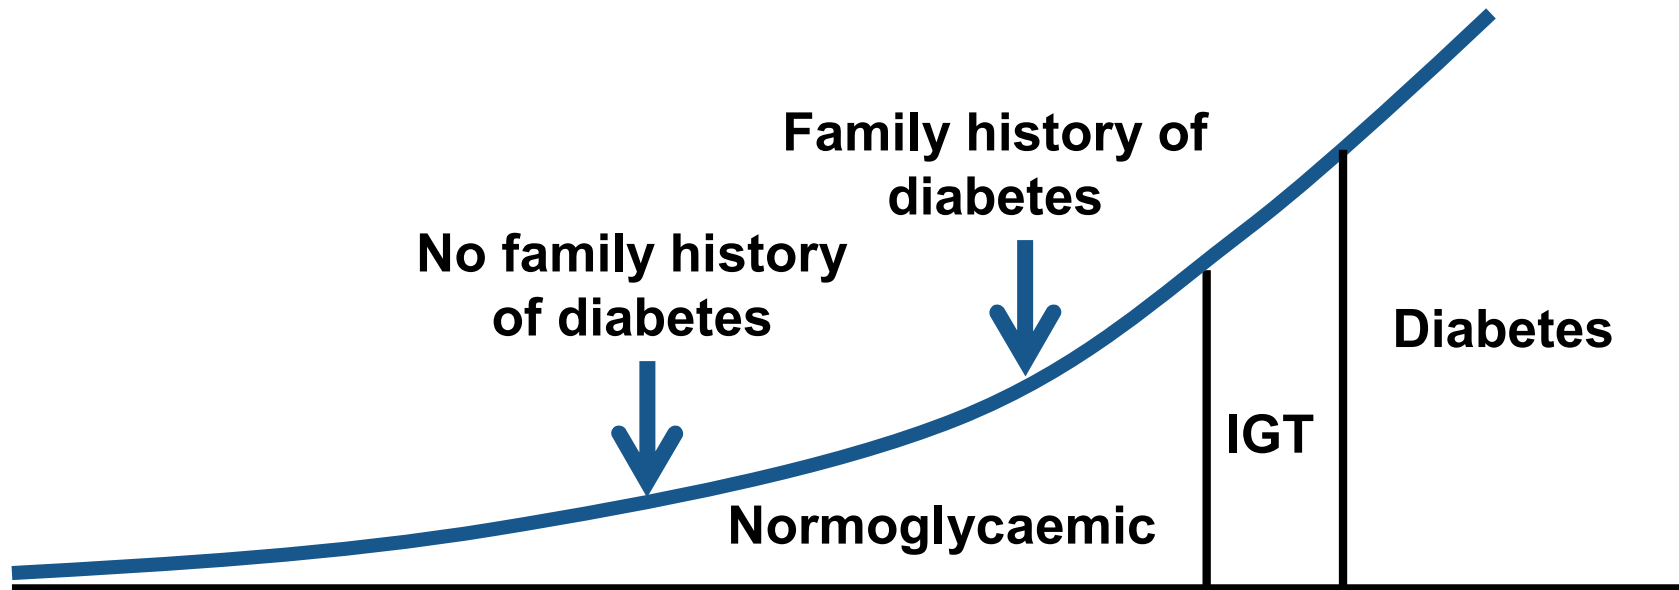 Family history of
diabetes
No family history
of diabetes
Diabetes
IGT
Normoglycaemic